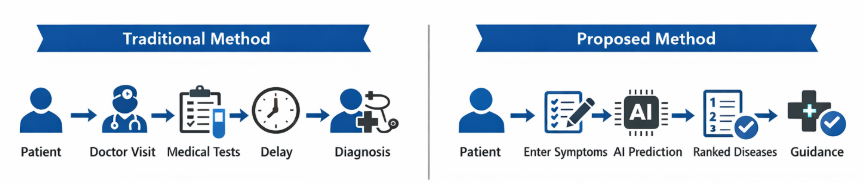 Traditional Method
Patient
Doctor Visit
Medical Tests
Delay
Diagnosis
Proposed Method
Patient
Enter Symptoms
AI
AI Prediction
1
2
3
Ranked Diseases
Guidance